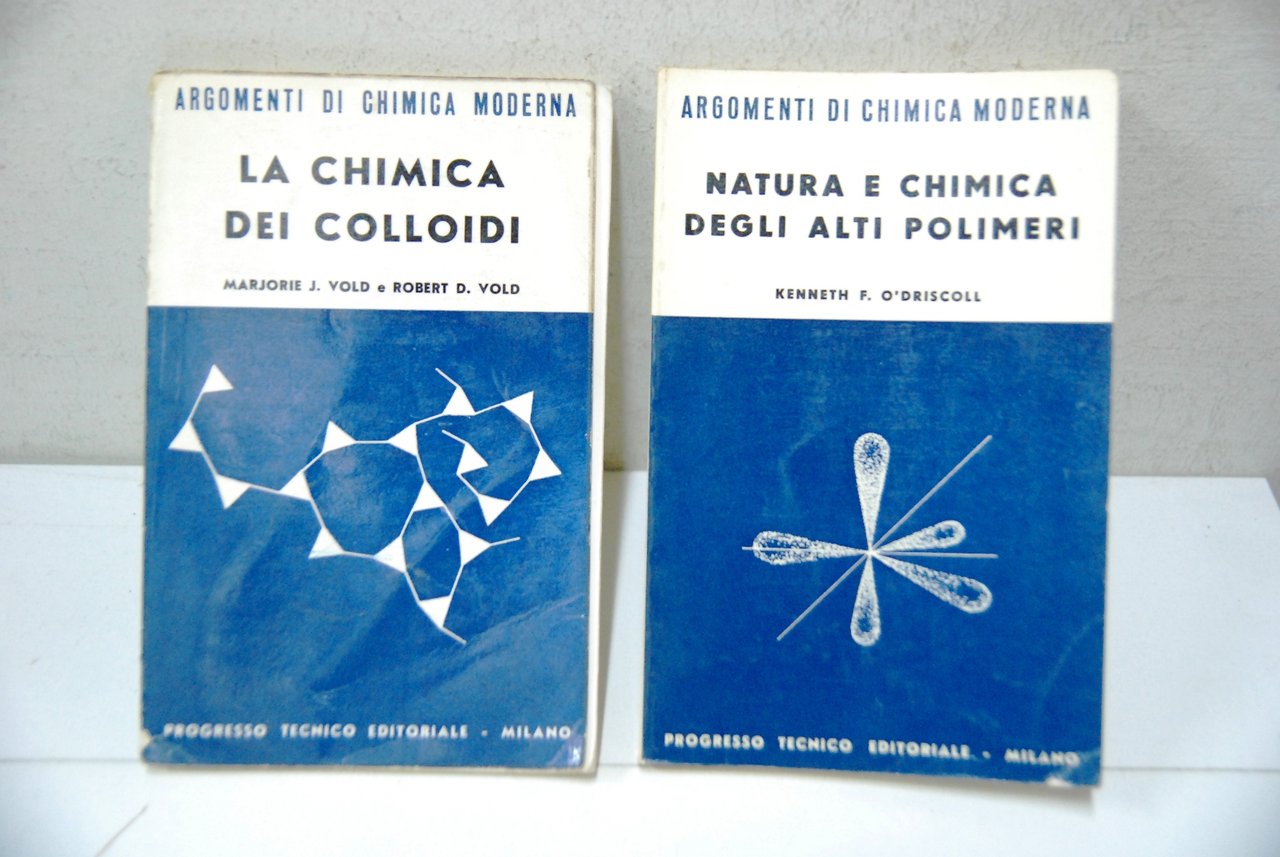 ARGOMENTI DI CHIMICA MODERNA
LA CHIMICA
DEI COLLOIDI
MARJORIE J. VOLD e ROBERT D. VOLD
PROGRESSO TECNICO EDITORIALE - MILANO
ARGOMENTI DI CHIMICA MODERNA
NATURA E CHIMICA
DEGLI ALTI POLIMERI
KENNETH F. O'DRISCOLL
PROGRESSO TECNICO EDITORIALE - MILANO